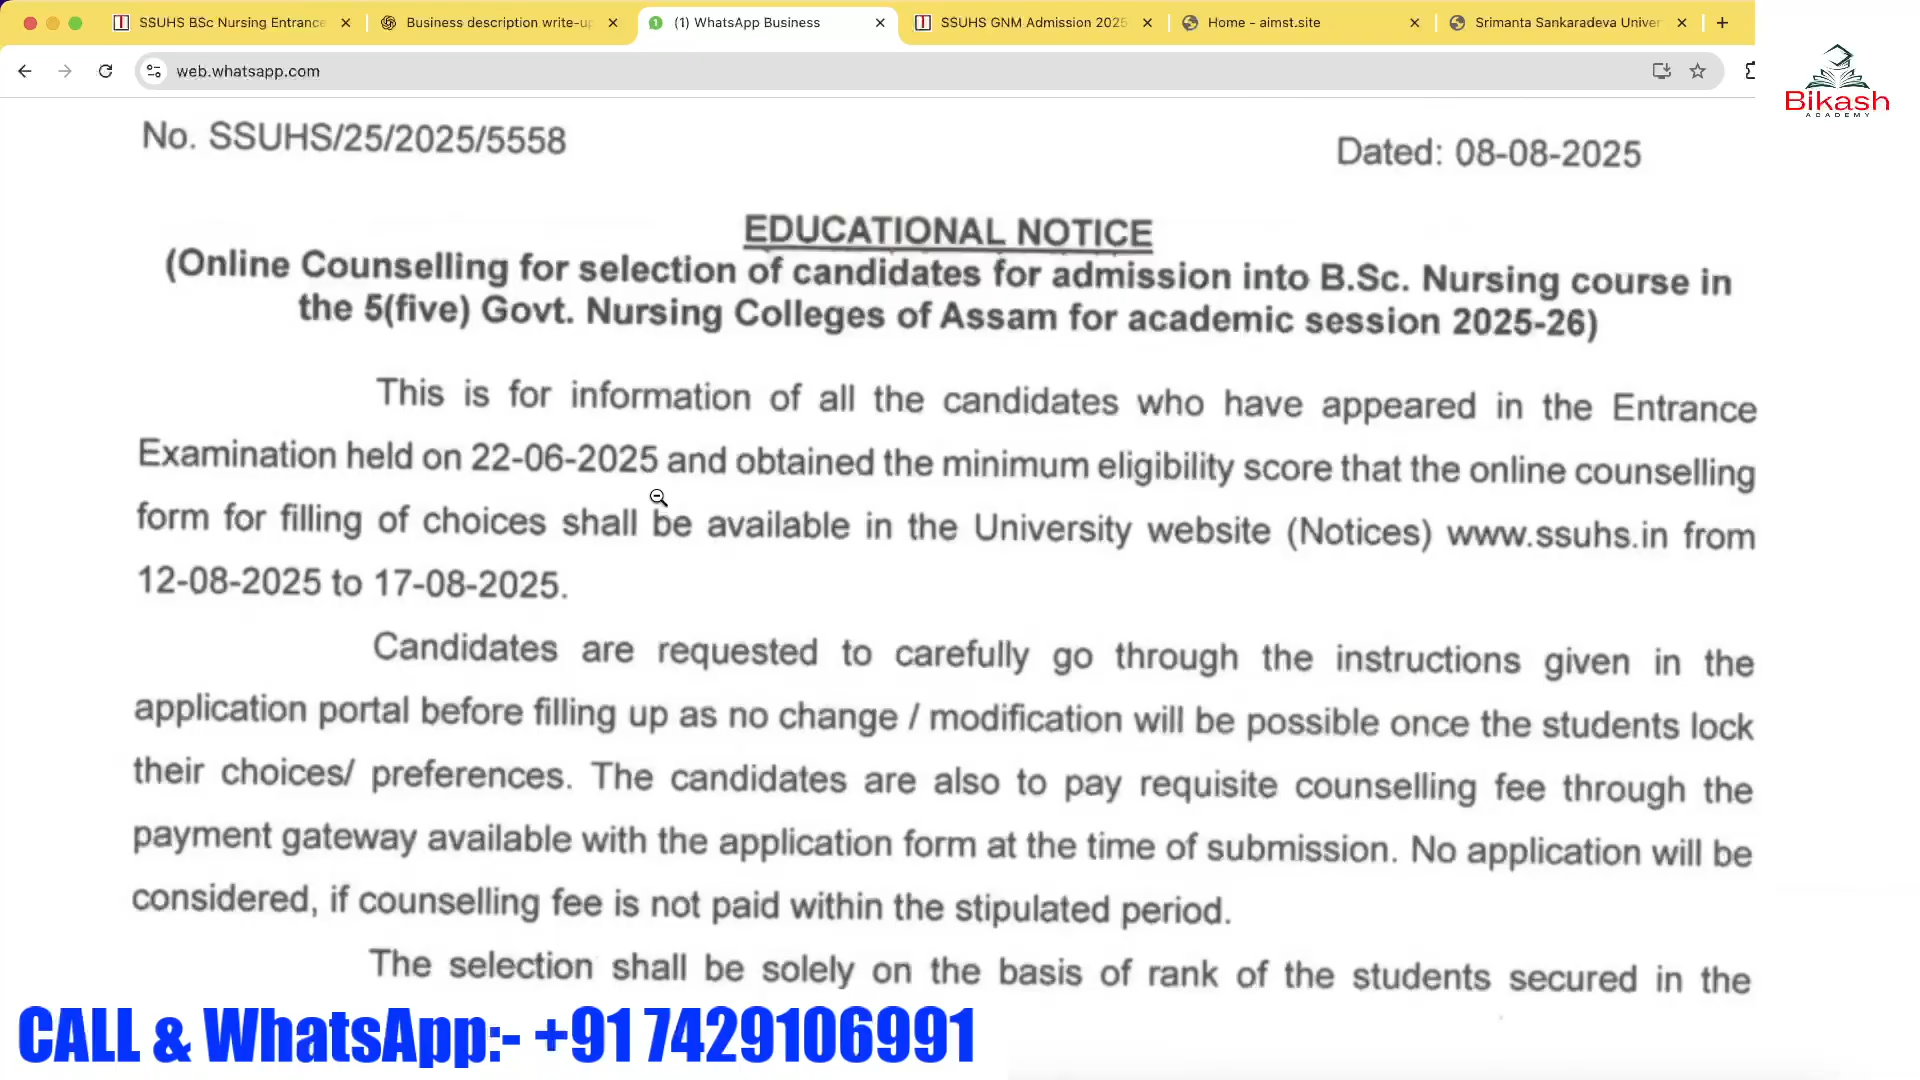 SSUHS BSc Nursing Entrance
Business description write-u
1 (1) WhatsApp Business
SSUHS GNM Admission 2025
Home - aimst.site
Srimanta Sankaradeva Univer
web.whatsapp.com
Bikash
ACADEMY
No. SSUHS/25/2025/5558
Dated: 08-08-2025
EDUCATIONAL NOTICE
(Online Counselling for selection of candidates for admission into B.Sc. Nursing course in
the 5(five) Govt. Nursing Colleges of Assam for academic session 2025-26)
This is for information of all the candidates who have appeared in the Entrance
Examination held on 22-06-2025 and obtained the minimum eligibility score that the online counselling
form for filling of choices shall be available in the University website (Notices) www.ssuhs.in from
12-08-2025 to 17-08-2025.
Candidates are requested to carefully go through the instructions given in the
application portal before filling up as no change / modification will be possible once the students lock
their choices/ preferences. The candidates are also to pay requisite counselling fee through the
payment gateway available with the application form at the time of submission. No application will be
considered, if counselling fee is not paid within the stipulated period.
The selection shall be solely on the basis of rank of the students secured in the
CALL & WhatsApp:- +91 7429106991